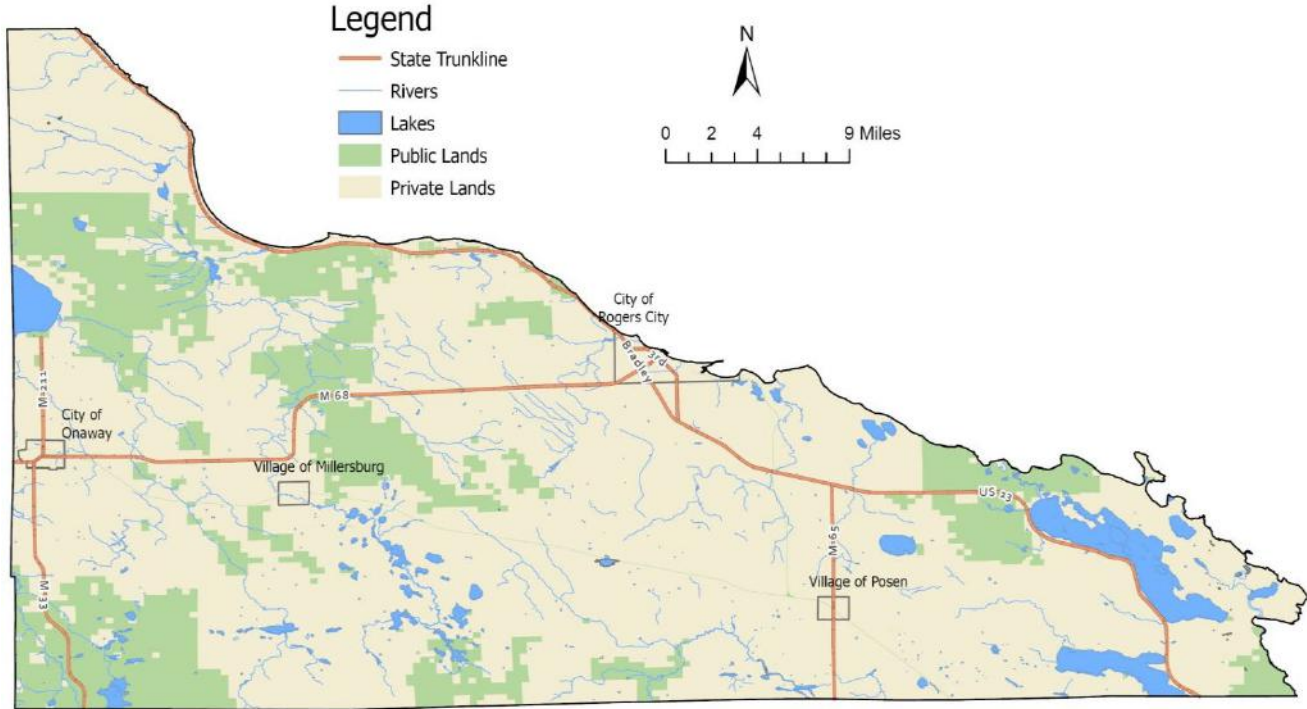 Legend
State Trunkline
Rivers
Lakes
Public Lands
Private Lands
N
0 2 4 9 Miles
City of
Rogers City
Bradley
3rd
M 68
M-211
City of
Onaway
Village of Millersburg
US 23
M-65
M-33
Village of Posen